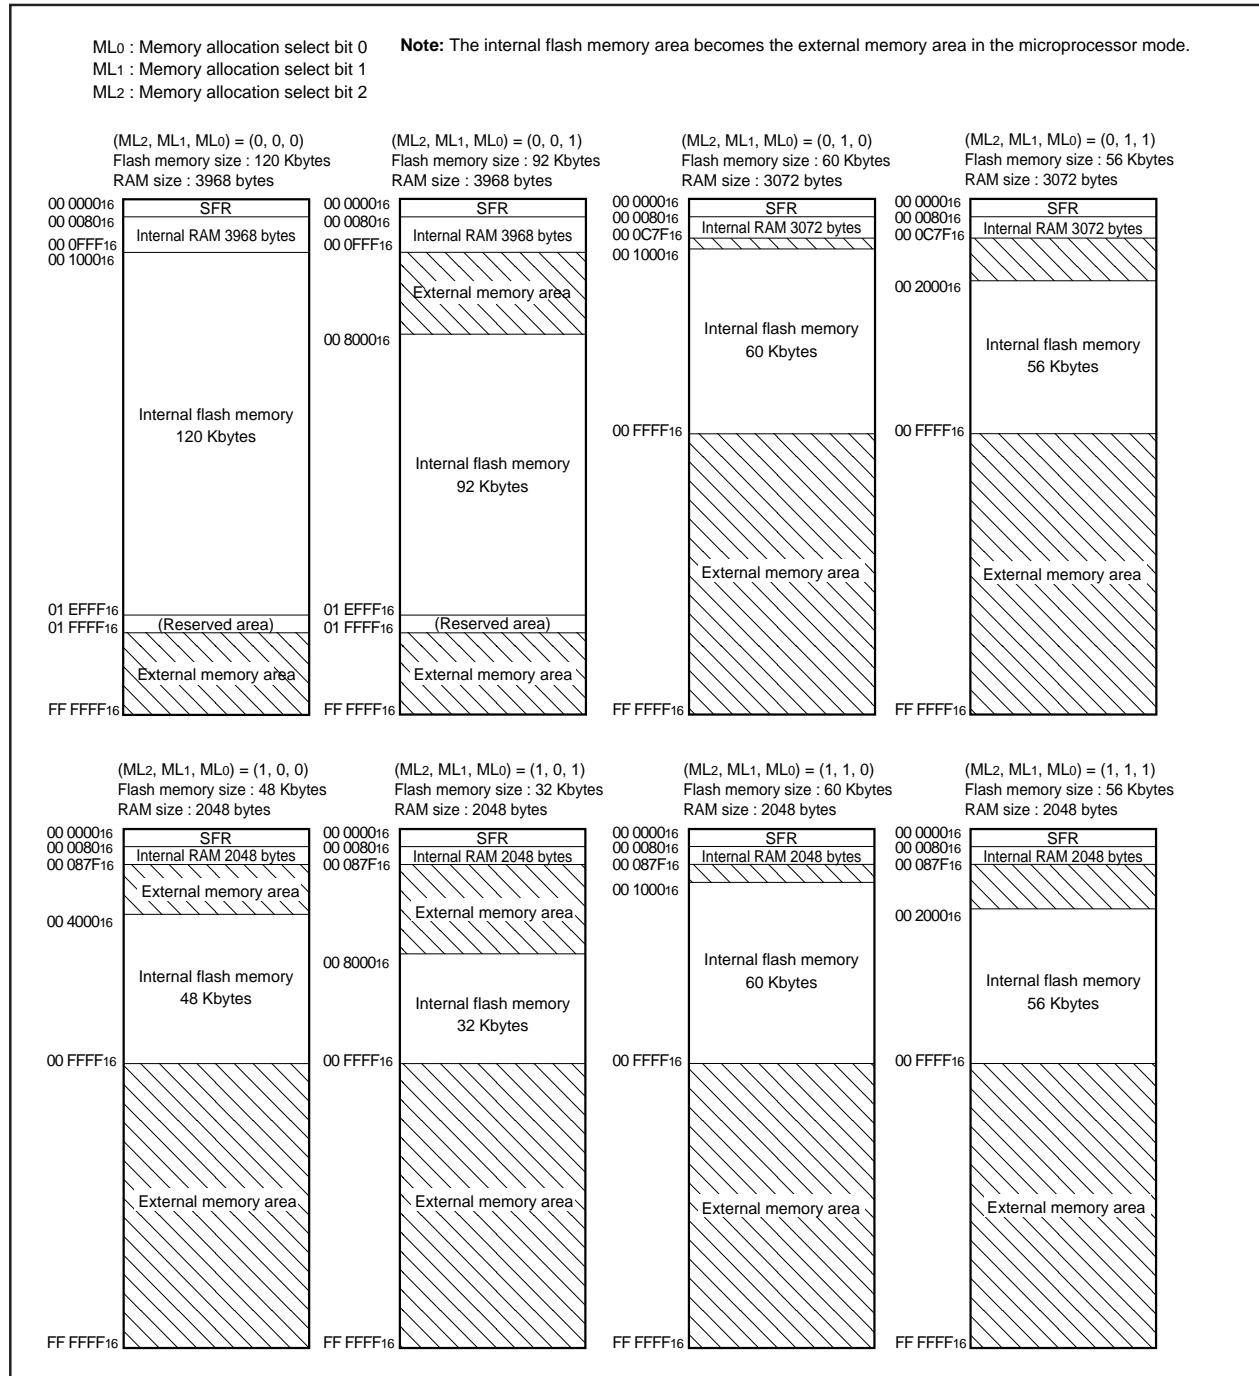 ML0 : Memory allocation select bit 0
ML1 : Memory allocation select bit 1
ML2 : Memory allocation select bit 2
Note: The internal flash memory area becomes the external memory area in the microprocessor mode.
(ML2, ML1, ML0) = (0, 0, 0)
Flash memory size : 120 Kbytes
RAM size : 3968 bytes
00 000016
00 008016
00 0FFF16
00 100016
01 EFFF16
01 FFFF16
FF FFFF16
SFR
Internal RAM 3968 bytes
Internal flash memory
120 Kbytes
(Reserved area)
External memory area
(ML2, ML1, ML0) = (0, 0, 1)
Flash memory size : 92 Kbytes
RAM size : 3968 bytes
00 000016
00 008016
00 0FFF16
00 800016
01 EFFF16
01 FFFF16
FF FFFF16
SFR
Internal RAM 3968 bytes
External memory area
Internal flash memory
92 Kbytes
(Reserved area)
External memory area
(ML2, ML1, ML0) = (0, 1, 0)
Flash memory size : 60 Kbytes
RAM size : 3072 bytes
00 000016
00 008016
00 0C7F16
00 100016
00 FFFF16
FF FFFF16
SFR
Internal RAM 3072 bytes
Internal flash memory
60 Kbytes
External memory area
(ML2, ML1, ML0) = (0, 1, 1)
Flash memory size : 56 Kbytes
RAM size : 3072 bytes
00 000016
00 008016
00 0C7F16
00 200016
00 FFFF16
FF FFFF16
SFR
Internal RAM 3072 bytes
Internal flash memory
56 Kbytes
External memory area
(ML2, ML1, ML0) = (1, 0, 0)
Flash memory size : 48 Kbytes
RAM size : 2048 bytes
00 000016
00 008016
00 087F16
00 400016
00 FFFF16
FF FFFF16
SFR
Internal RAM 2048 bytes
External memory area
Internal flash memory
48 Kbytes
External memory area
(ML2, ML1, ML0) = (1, 0, 1)
Flash memory size : 32 Kbytes
RAM size : 2048 bytes
00 000016
00 008016
00 087F16
00 800016
00 FFFF16
FF FFFF16
SFR
Internal RAM 2048 bytes
External memory area
Internal flash memory
32 Kbytes
External memory area
(ML2, ML1, ML0) = (1, 1, 0)
Flash memory size : 60 Kbytes
RAM size : 2048 bytes
00 000016
00 008016
00 087F16
00 100016
00 FFFF16
FF FFFF16
SFR
Internal RAM 2048 bytes
Internal flash memory
60 Kbytes
External memory area
(ML2, ML1, ML0) = (1, 1, 1)
Flash memory size : 56 Kbytes
RAM size : 2048 bytes
00 000016
00 008016
00 087F16
00 200016
00 FFFF16
FF FFFF16
SFR
Internal RAM 2048 bytes
Internal flash memory
56 Kbytes
External memory area